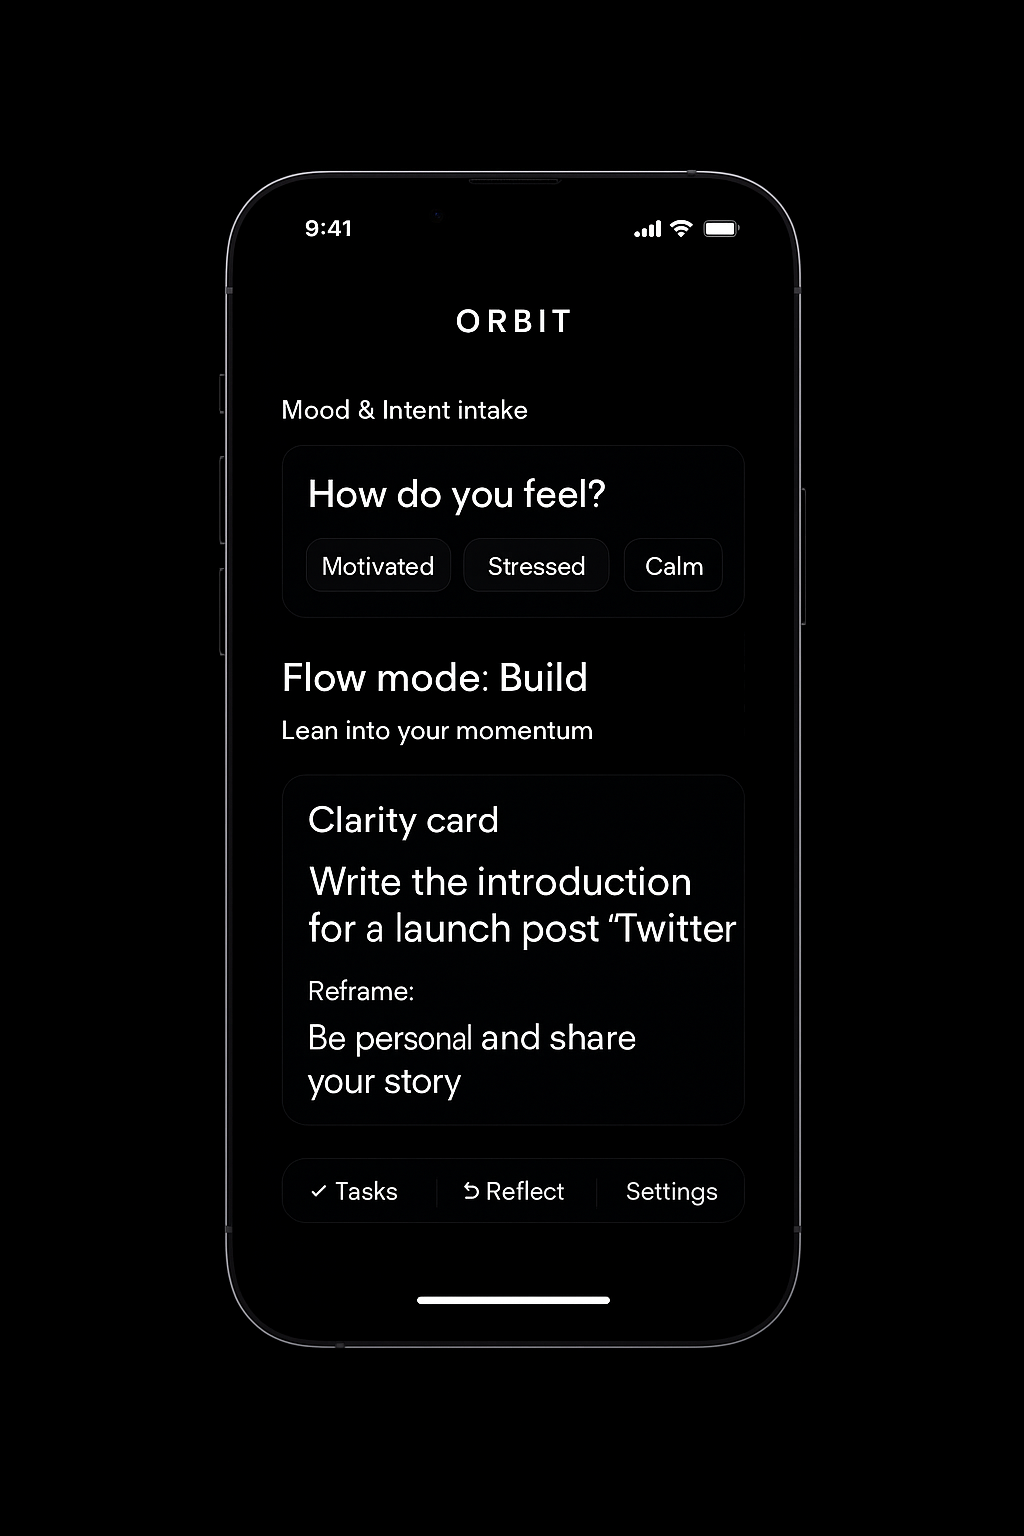 9:41
ORBIT
Mood & Intent intake
How do you feel?
Motivated Stressed Calm
Flow mode: Build
Lean into your momentum
Clarity card
Write the introduction
for a launch post “Twitter
Reframe:
Be personal and share
your story
Tasks Reflect Settings